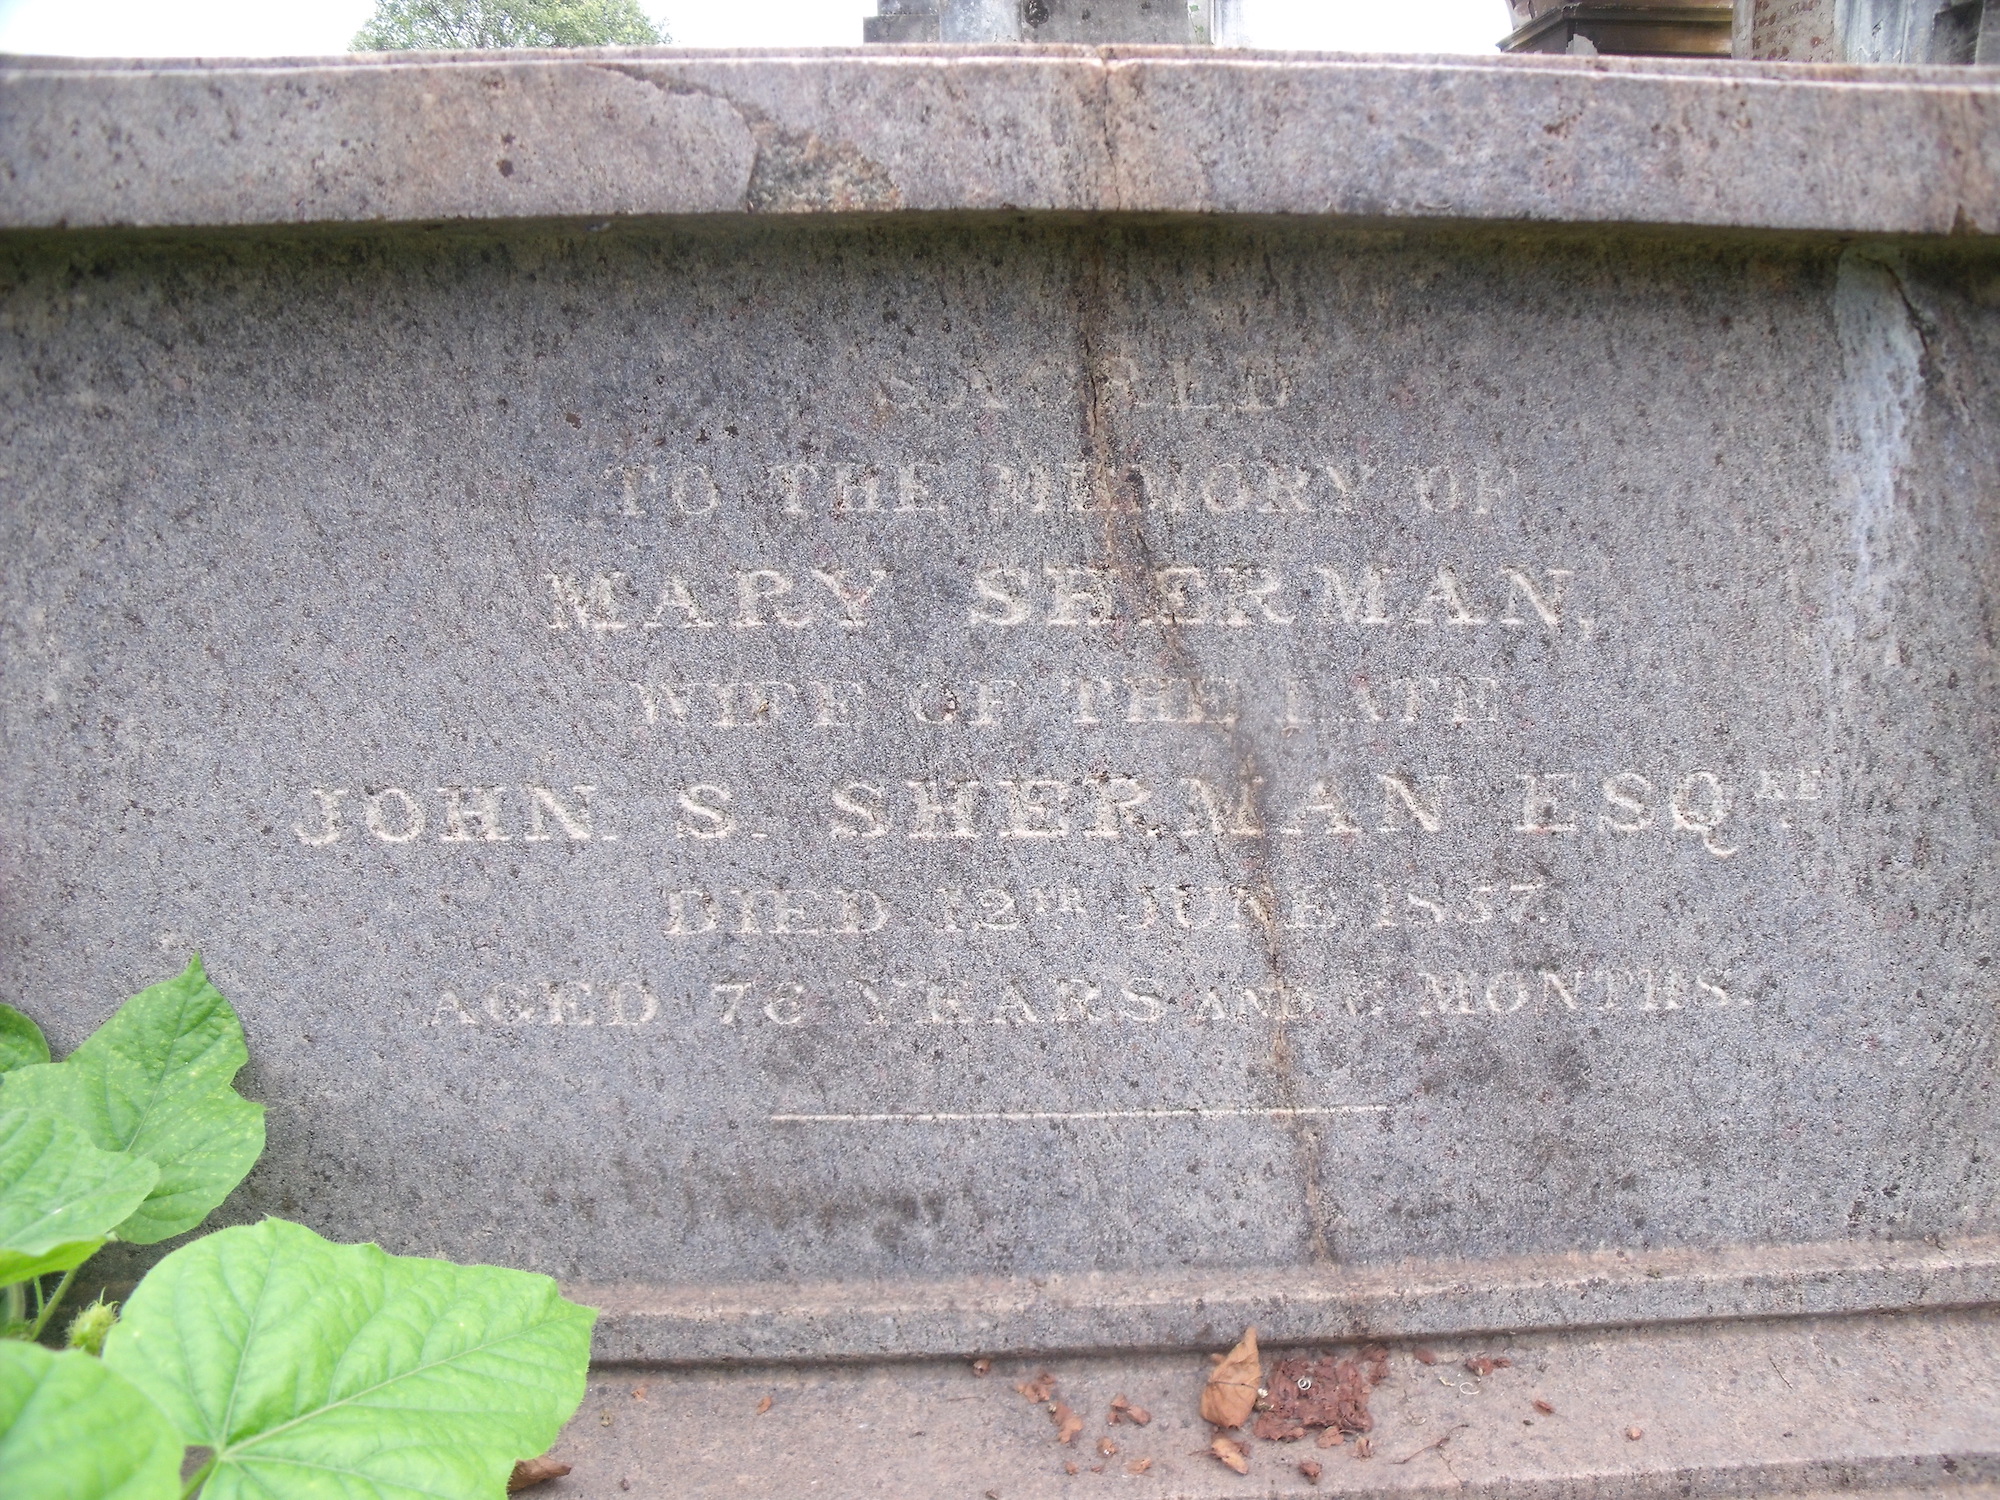 SACRED
TO THE MEMORY OF
MARY SHERMAN,
WIFE OF THE LATE
JOHN. S. SHERMAN ESQRE
DIED 12TH JUNE
AGED YEARS AND MONTHS.